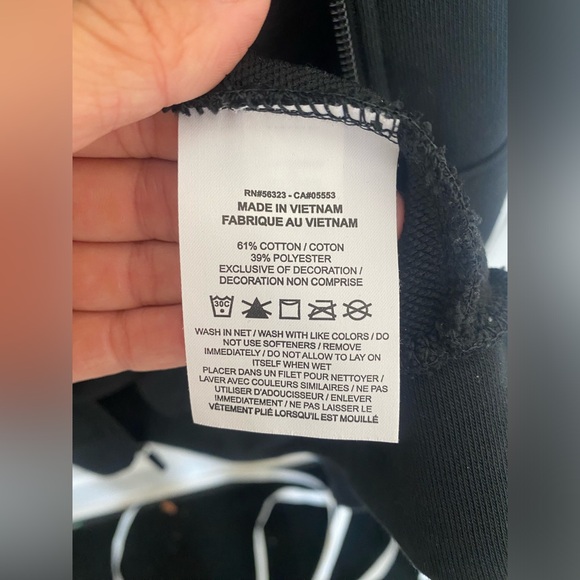 RN#56323 - CA#05553
MADE IN VIETNAM
FABRIQUE AU VIETNAM
61% COTTON / COTON
39% POLYESTER
EXCLUSIVE OF DECORATION /
DECORATION NON COMPRISE
30C
WASH IN NET / WASH WITH LIKE COLORS / DO
NOT USE SOFTENERS / REMOVE
IMMEDIATELY / DO NOT ALLOW TO LAY ON
ITSELF WHEN WET
PLACER DANS UN FILET POUR NETTOYER /
LAVER AVEC COULEURS SIMILAIRES / NE PAS
UTILISER D'ADOUCISSEUR / ENLEVER
IMMEDIATEMENT / NE PAS LAISSER LE
VÊTEMENT PLIÉ LORSQU'IL EST MOUILLÉ